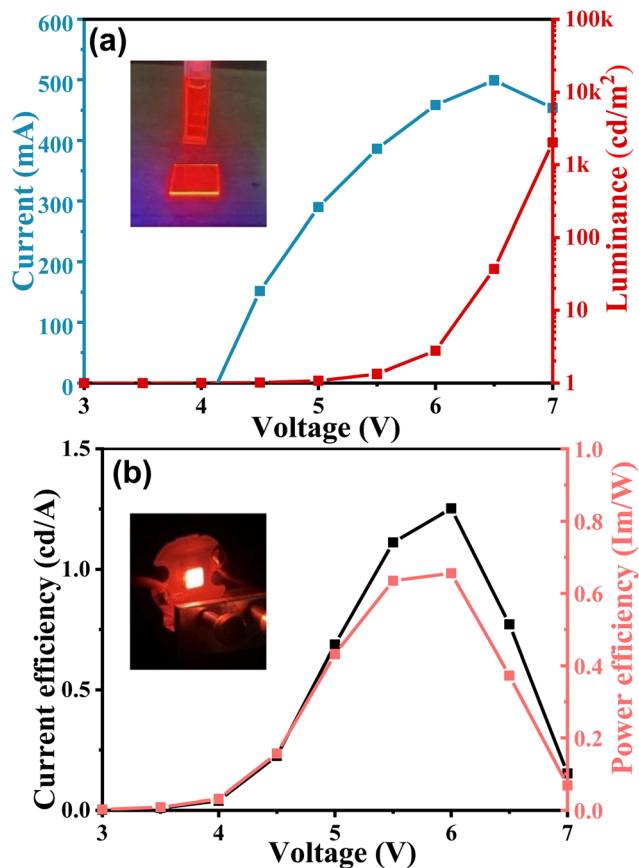 (a)
600
500
400
300
200
100
0
Current (mA)
100k
10k
1k
100
10
1
Luminance (cd/m²)
3 4 5 6 7
Voltage (V)
(b)
1.5
1.0
0.5
0.0
Current efficiency (cd/A)
1.0
0.8
0.6
0.4
0.2
0.0
Power efficiency (Im/W)
3 4 5 6 7
Voltage (V)